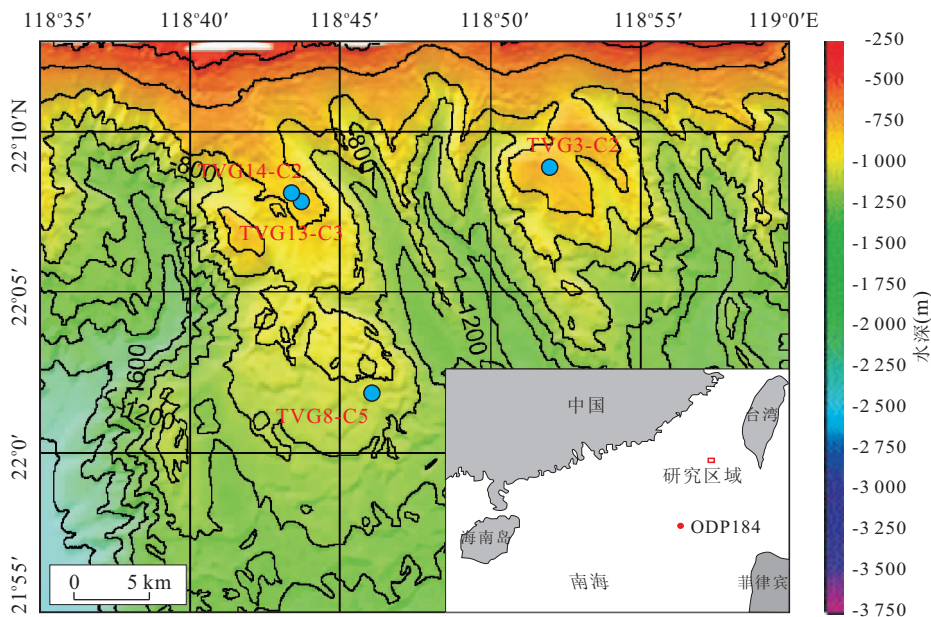 118°35′
118°40′
118°45′
118°50′
118°55′
119°0′E
22°10′N
22°05′
22°0′
21°55′
800
800
TVG3-C2
TVG14-C2
TVG13-C3
1200
1600
1200
TVG8-C5
0 5 km
中国
台湾
研究区域
ODP184
海南岛
南海
菲律宾
-250
-500
-750
-1 000
-1 250
-1 500
-1 750
-2 000
-2 250
-2 500
-2 750
-3 000
-3 250
-3 500
-3 750
水深(m)